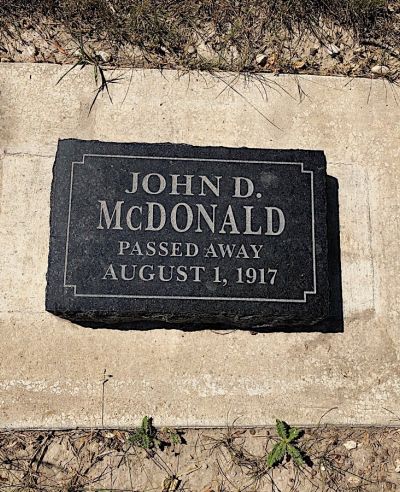 JOHN D.
McDONALD
PASSED AWAY
AUGUST 1, 1917